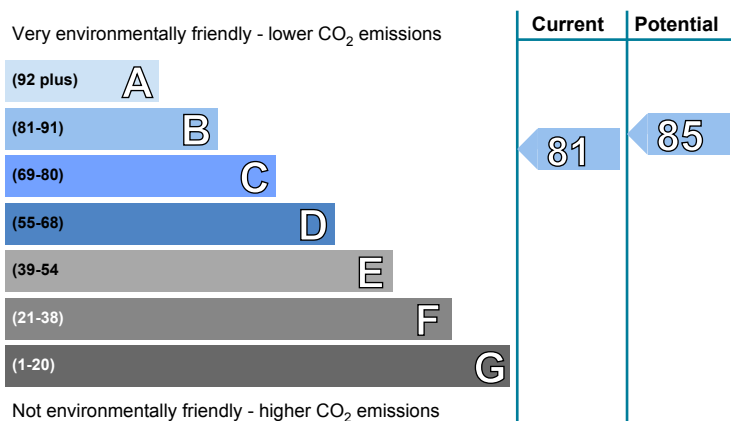 Very environmentally friendly - lower CO2 emissions
Current Potential
(92 plus) A
(81-91) B
(69-80) C
(55-68) D
(39-54 E
(21-38) F
(1-20) G
81 85
Not environmentally friendly - higher CO2 emissions